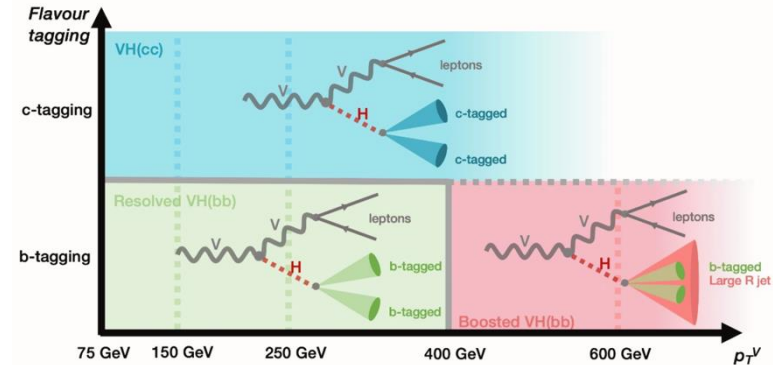 Flavour
tagging
VH(cc)
V
V
leptons
c-tagging
H
c-tagged
c-tagged
Resolved VH(bb)
V
V
leptons
b-tagging
H
b-tagged
b-tagged
V
V
leptons
H
b-tagged
Large R jet
Boosted VH(bb)
75 GeV 150 GeV 250 GeV 400 GeV 600 GeV pTV